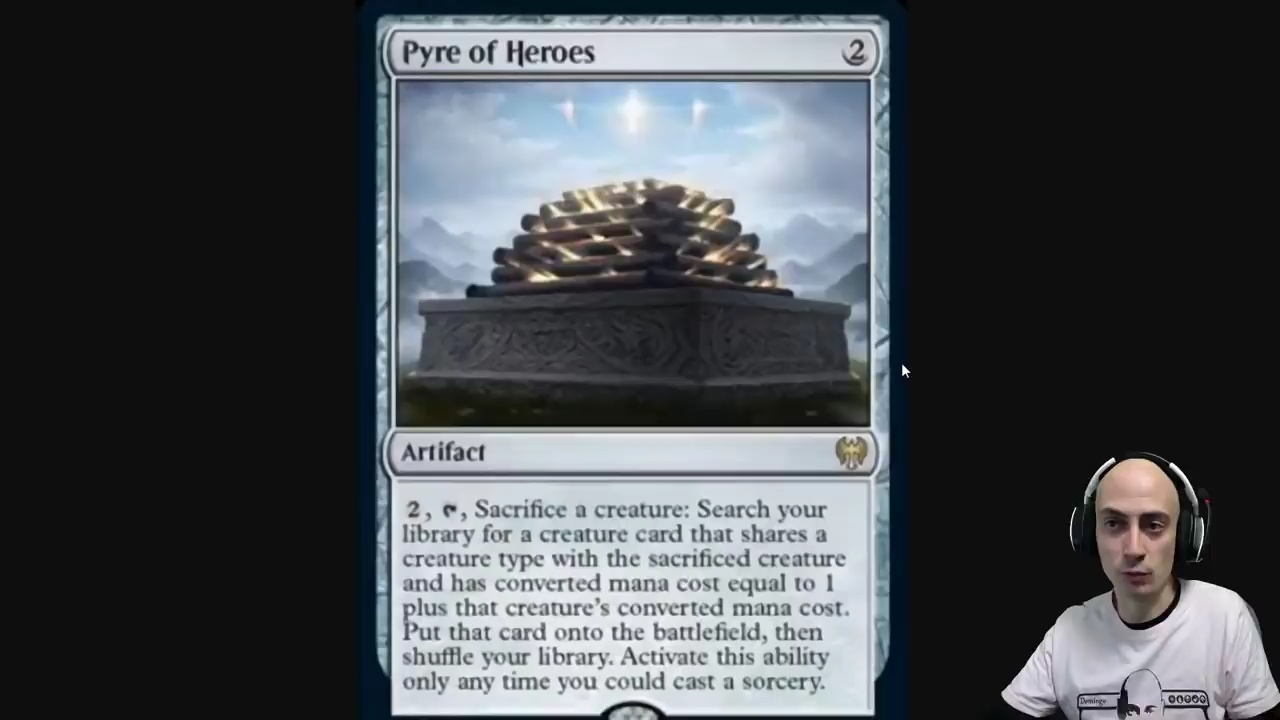 Pyre of Heroes
2
Artifact
2, , Sacrifice a creature: Search your
library for a creature card that shares a
creature type with the sacrificed creature
and has converted mana cost equal to 1
plus that creature's converted mana cost.
Put that card onto the battlefield, then
shuffle your library. Activate this ability
only any time you could cast a sorcery.
Domingo